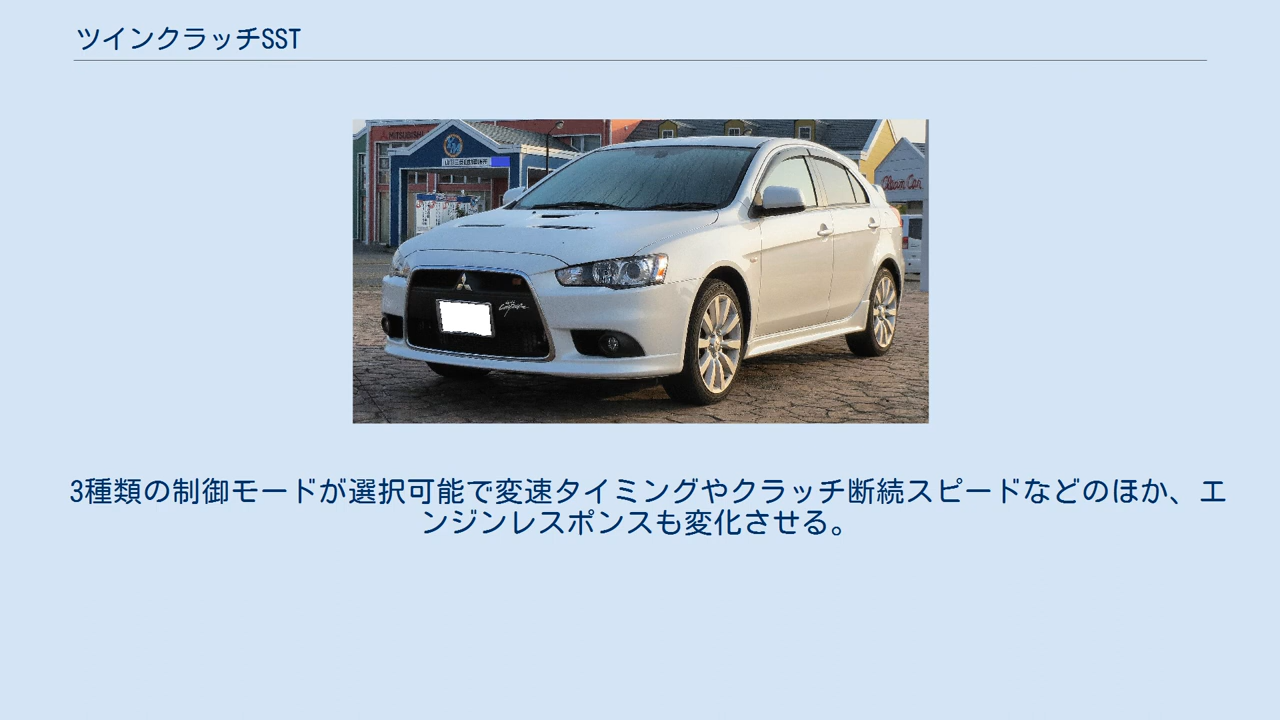 ツインクラッチSST
MITSUBISHI
Clean Car
3種類の制御モードが選択可能で変速タイミングやクラッチ断続スピードなどのほか、エ
ンジンレスポンスも変化させる。